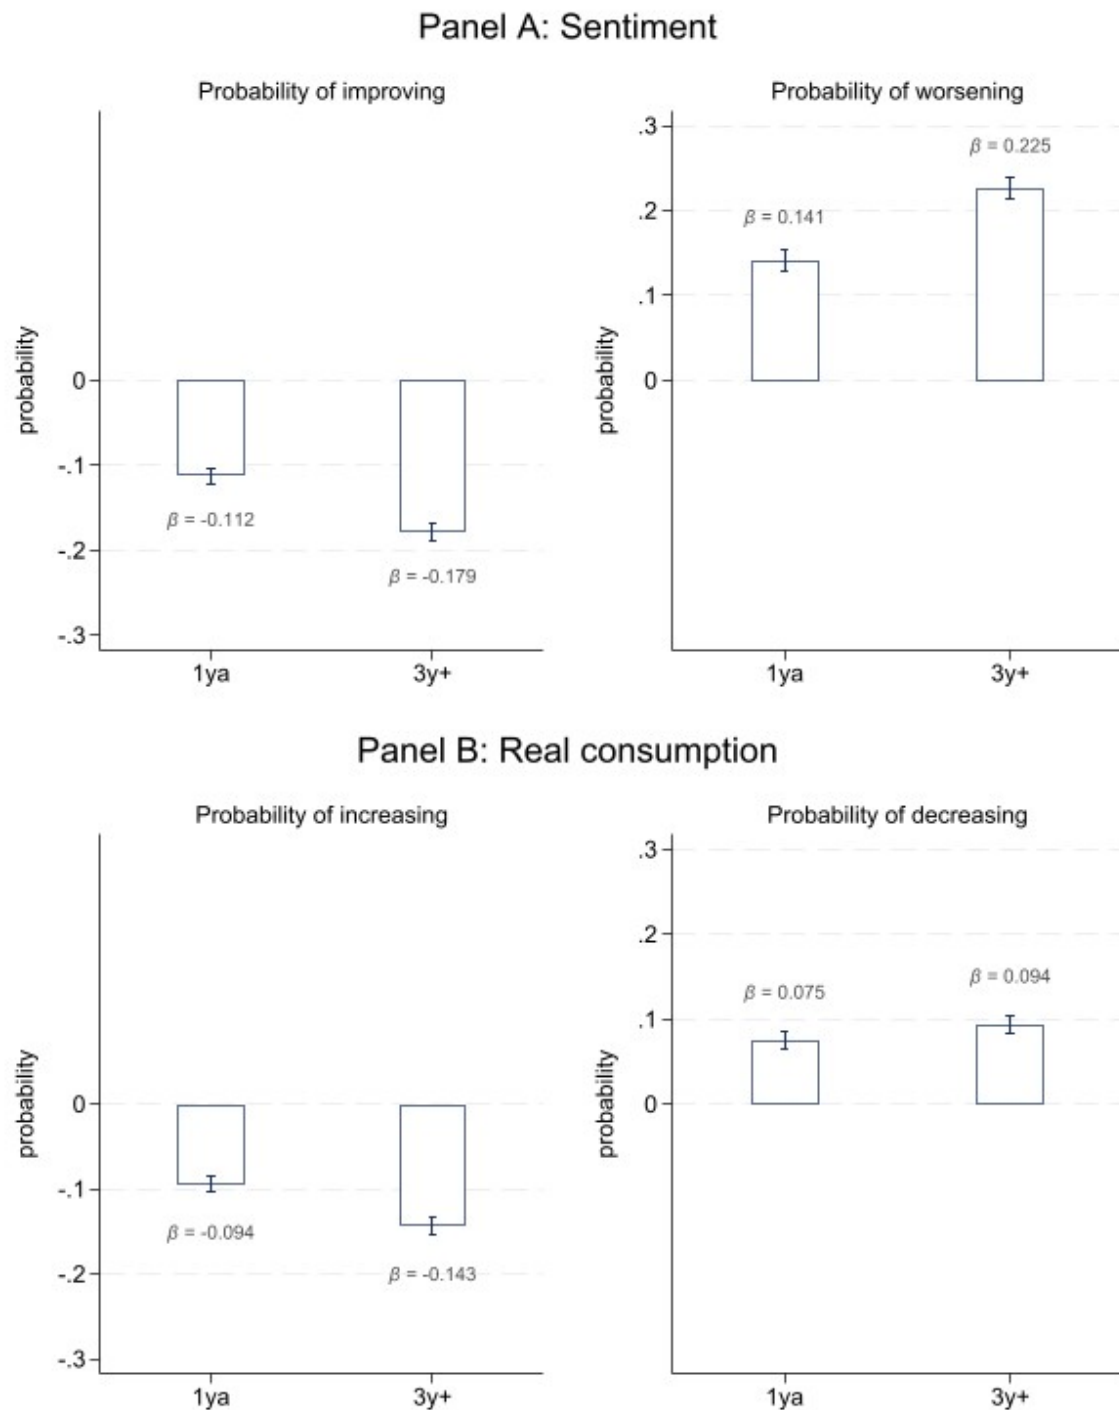 Panel A: Sentiment
Probability of improving
probability
0
-.1
-.2
-.3
β = -0.112
β = -0.179
1ya 3y+
Probability of worsening
probability
.3
.2
.1
0
β = 0.141
β = 0.225
1ya 3y+
Panel B: Real consumption
Probability of increasing
probability
0
-.1
-.2
-.3
β = -0.094
β = -0.143
1ya 3y+
Probability of decreasing
probability
.3
.2
.1
0
β = 0.075
β = 0.094
1ya 3y+